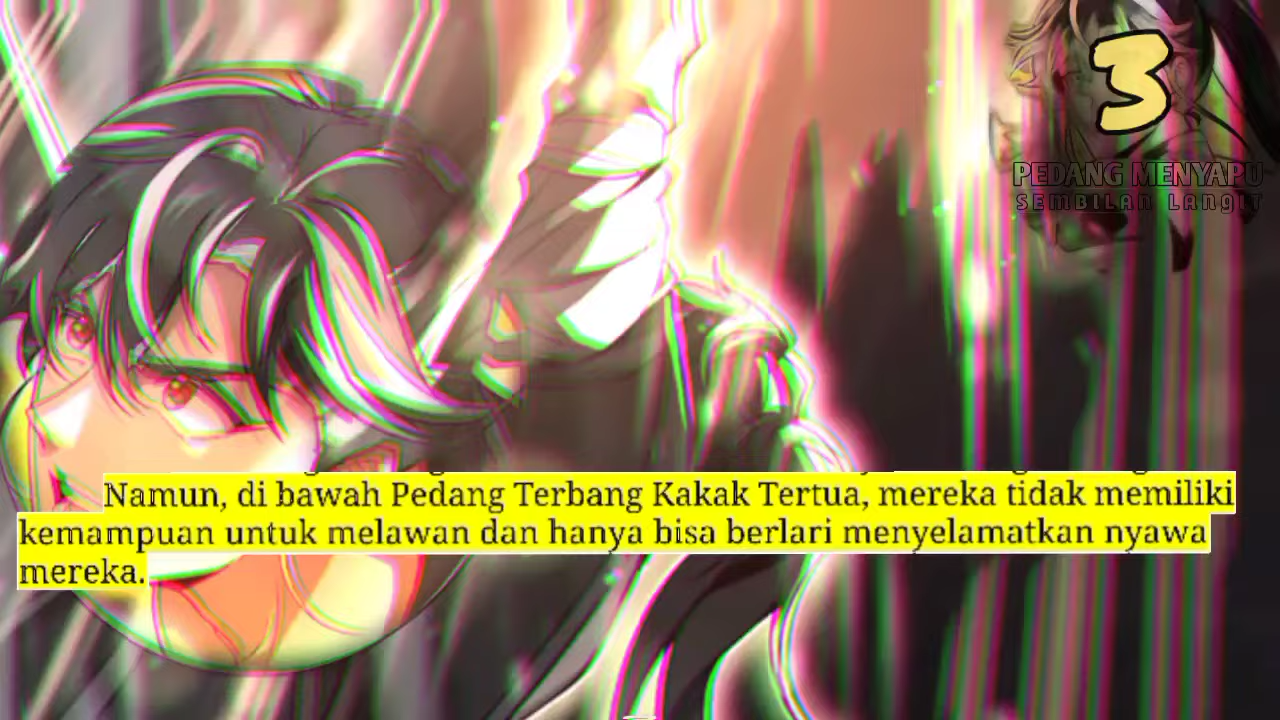 3
PEDANG MENYAPU
SEMBILAN LANGIT
Namun, di bawah Pedang Terbang Kakak Tertua, mereka tidak memiliki
kemampuan untuk melawan dan hanya bisa berlari menyelamatkan nyawa
mereka.